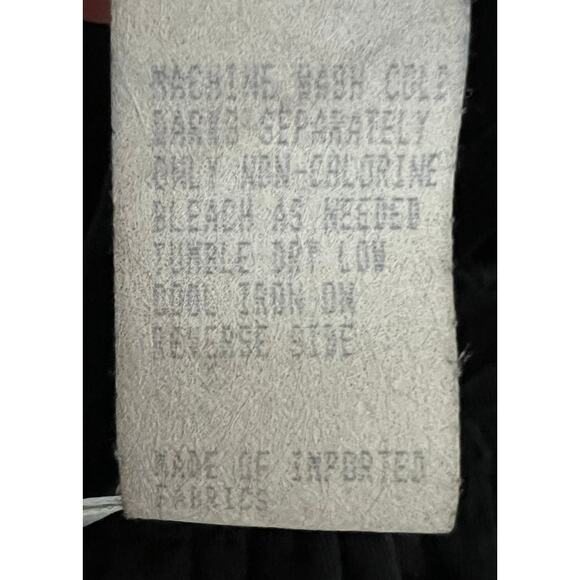 MACHINE WASH COLD
DARKS SEPARATELY
ONLY NON-CHLORINE
BLEACH AS NEEDED
TUMBLE DRY LOW
COOL IRON ON
REVERSE SIDE
MADE OF IMPORTED
FABRICS